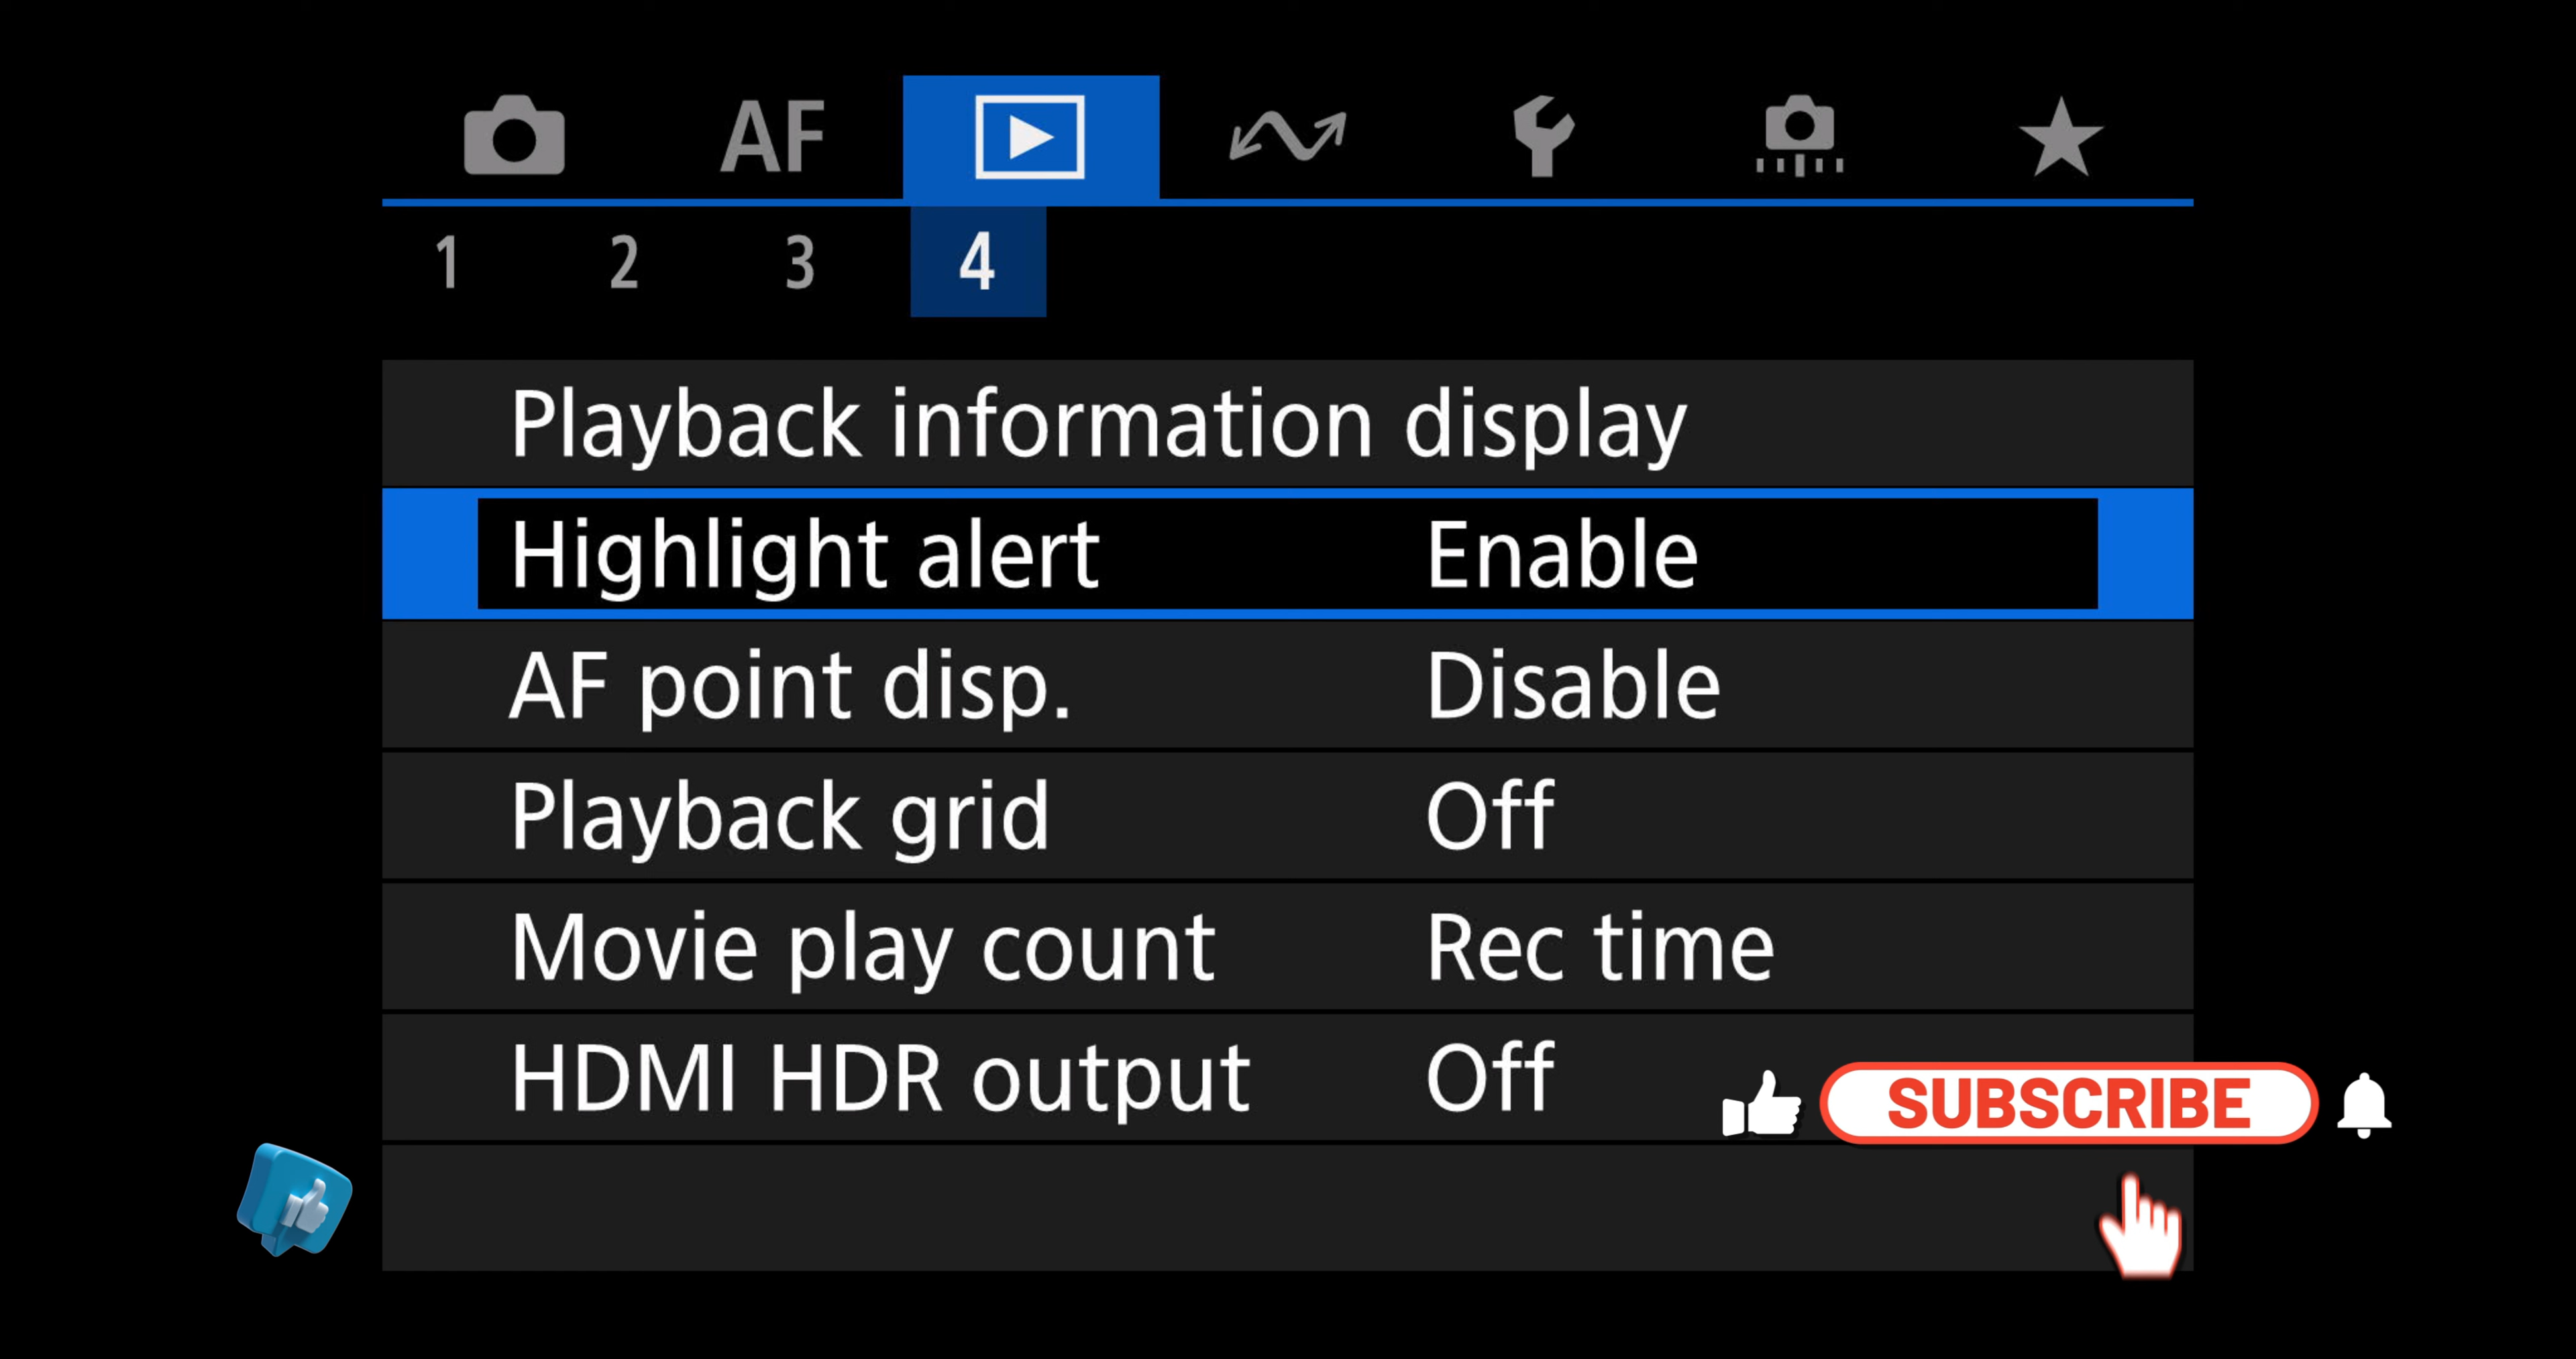 AF
1 2 3 4
Playback information display
Highlight alert Enable
AF point disp. Disable
Playback grid Off
Movie play count Rec time
HDMI HDR output Off
SUBSCRIBE